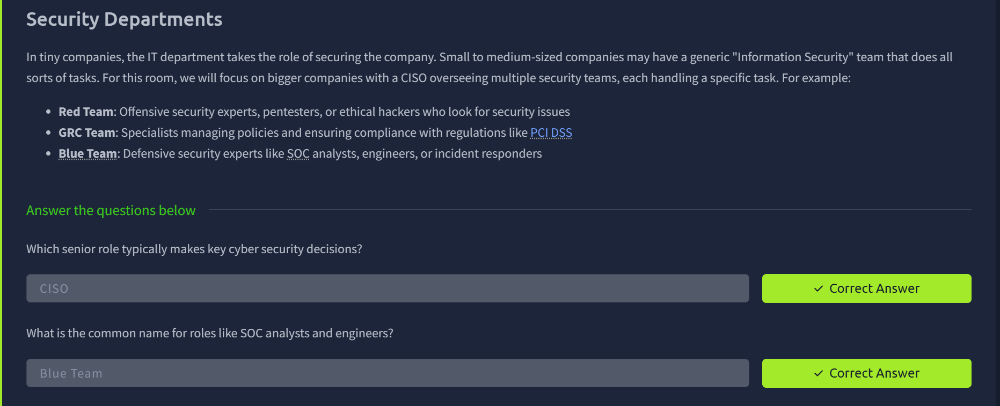 Security Departments
In tiny companies, the IT department takes the role of securing the company. Small to medium-sized companies may have a generic "Information Security" team that does all
sorts of tasks. For this room, we will focus on bigger companies with a CISO overseeing multiple security teams, each handling a specific task. For example:
• Red Team: Offensive security experts, pentesters, or ethical hackers who look for security issues
• GRC Team: Specialists managing policies and ensuring compliance with regulations like PCI DSS
• Blue Team: Defensive security experts like SOC analysts, engineers, or incident responders
Answer the questions below
Which senior role typically makes key cyber security decisions?
CISO
✓ Correct Answer
What is the common name for roles like SOC analysts and engineers?
Blue Team
✓ Correct Answer